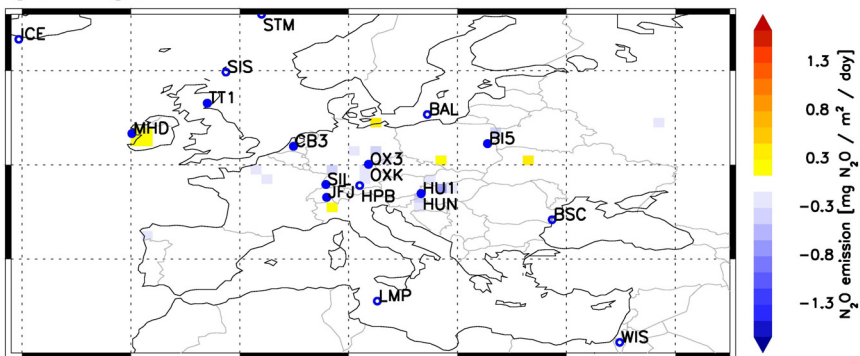 ICE
STM
SIS
TT1
MHD
BAL
CB3
BI5
OX3
OXK
SIL
JFJ
HPB
HU1
HUN
BSC
LMP
WIS
1.3
0.8
0.3
−0.3
−0.8
−1.3
N₂O emission [mg N₂O / m² / day]